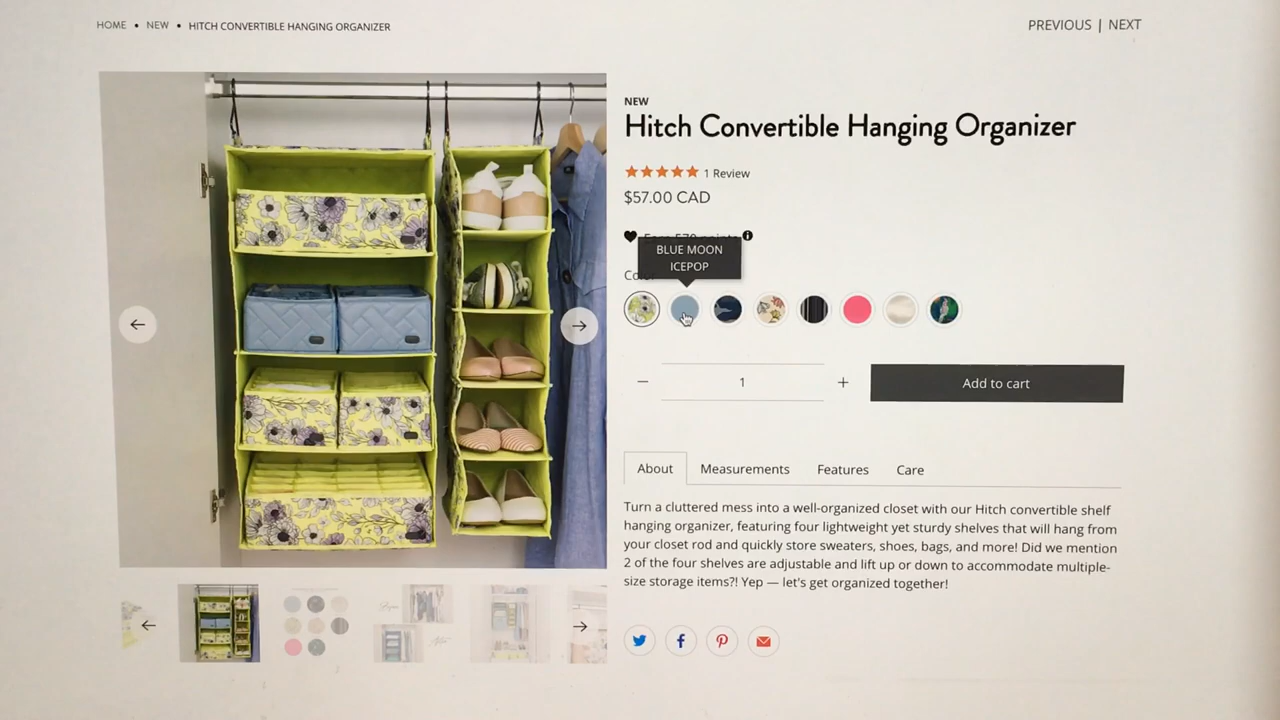 HOME • NEW • HITCH CONVERTIBLE HANGING ORGANIZER
PREVIOUS | NEXT
NEW
Hitch Convertible Hanging Organizer
1 Review
$57.00 CAD
BLUE MOON
ICEPOP
1
Add to cart
About
Measurements
Features
Care
Turn a cluttered mess into a well-organized closet with our Hitch convertible shelf
hanging organizer, featuring four lightweight yet sturdy shelves that will hang from
your closet rod and quickly store sweaters, shoes, bags, and more! Did we mention
2 of the four shelves are adjustable and lift up or down to accommodate multiple-
size storage items?! Yep — let's get organized together!